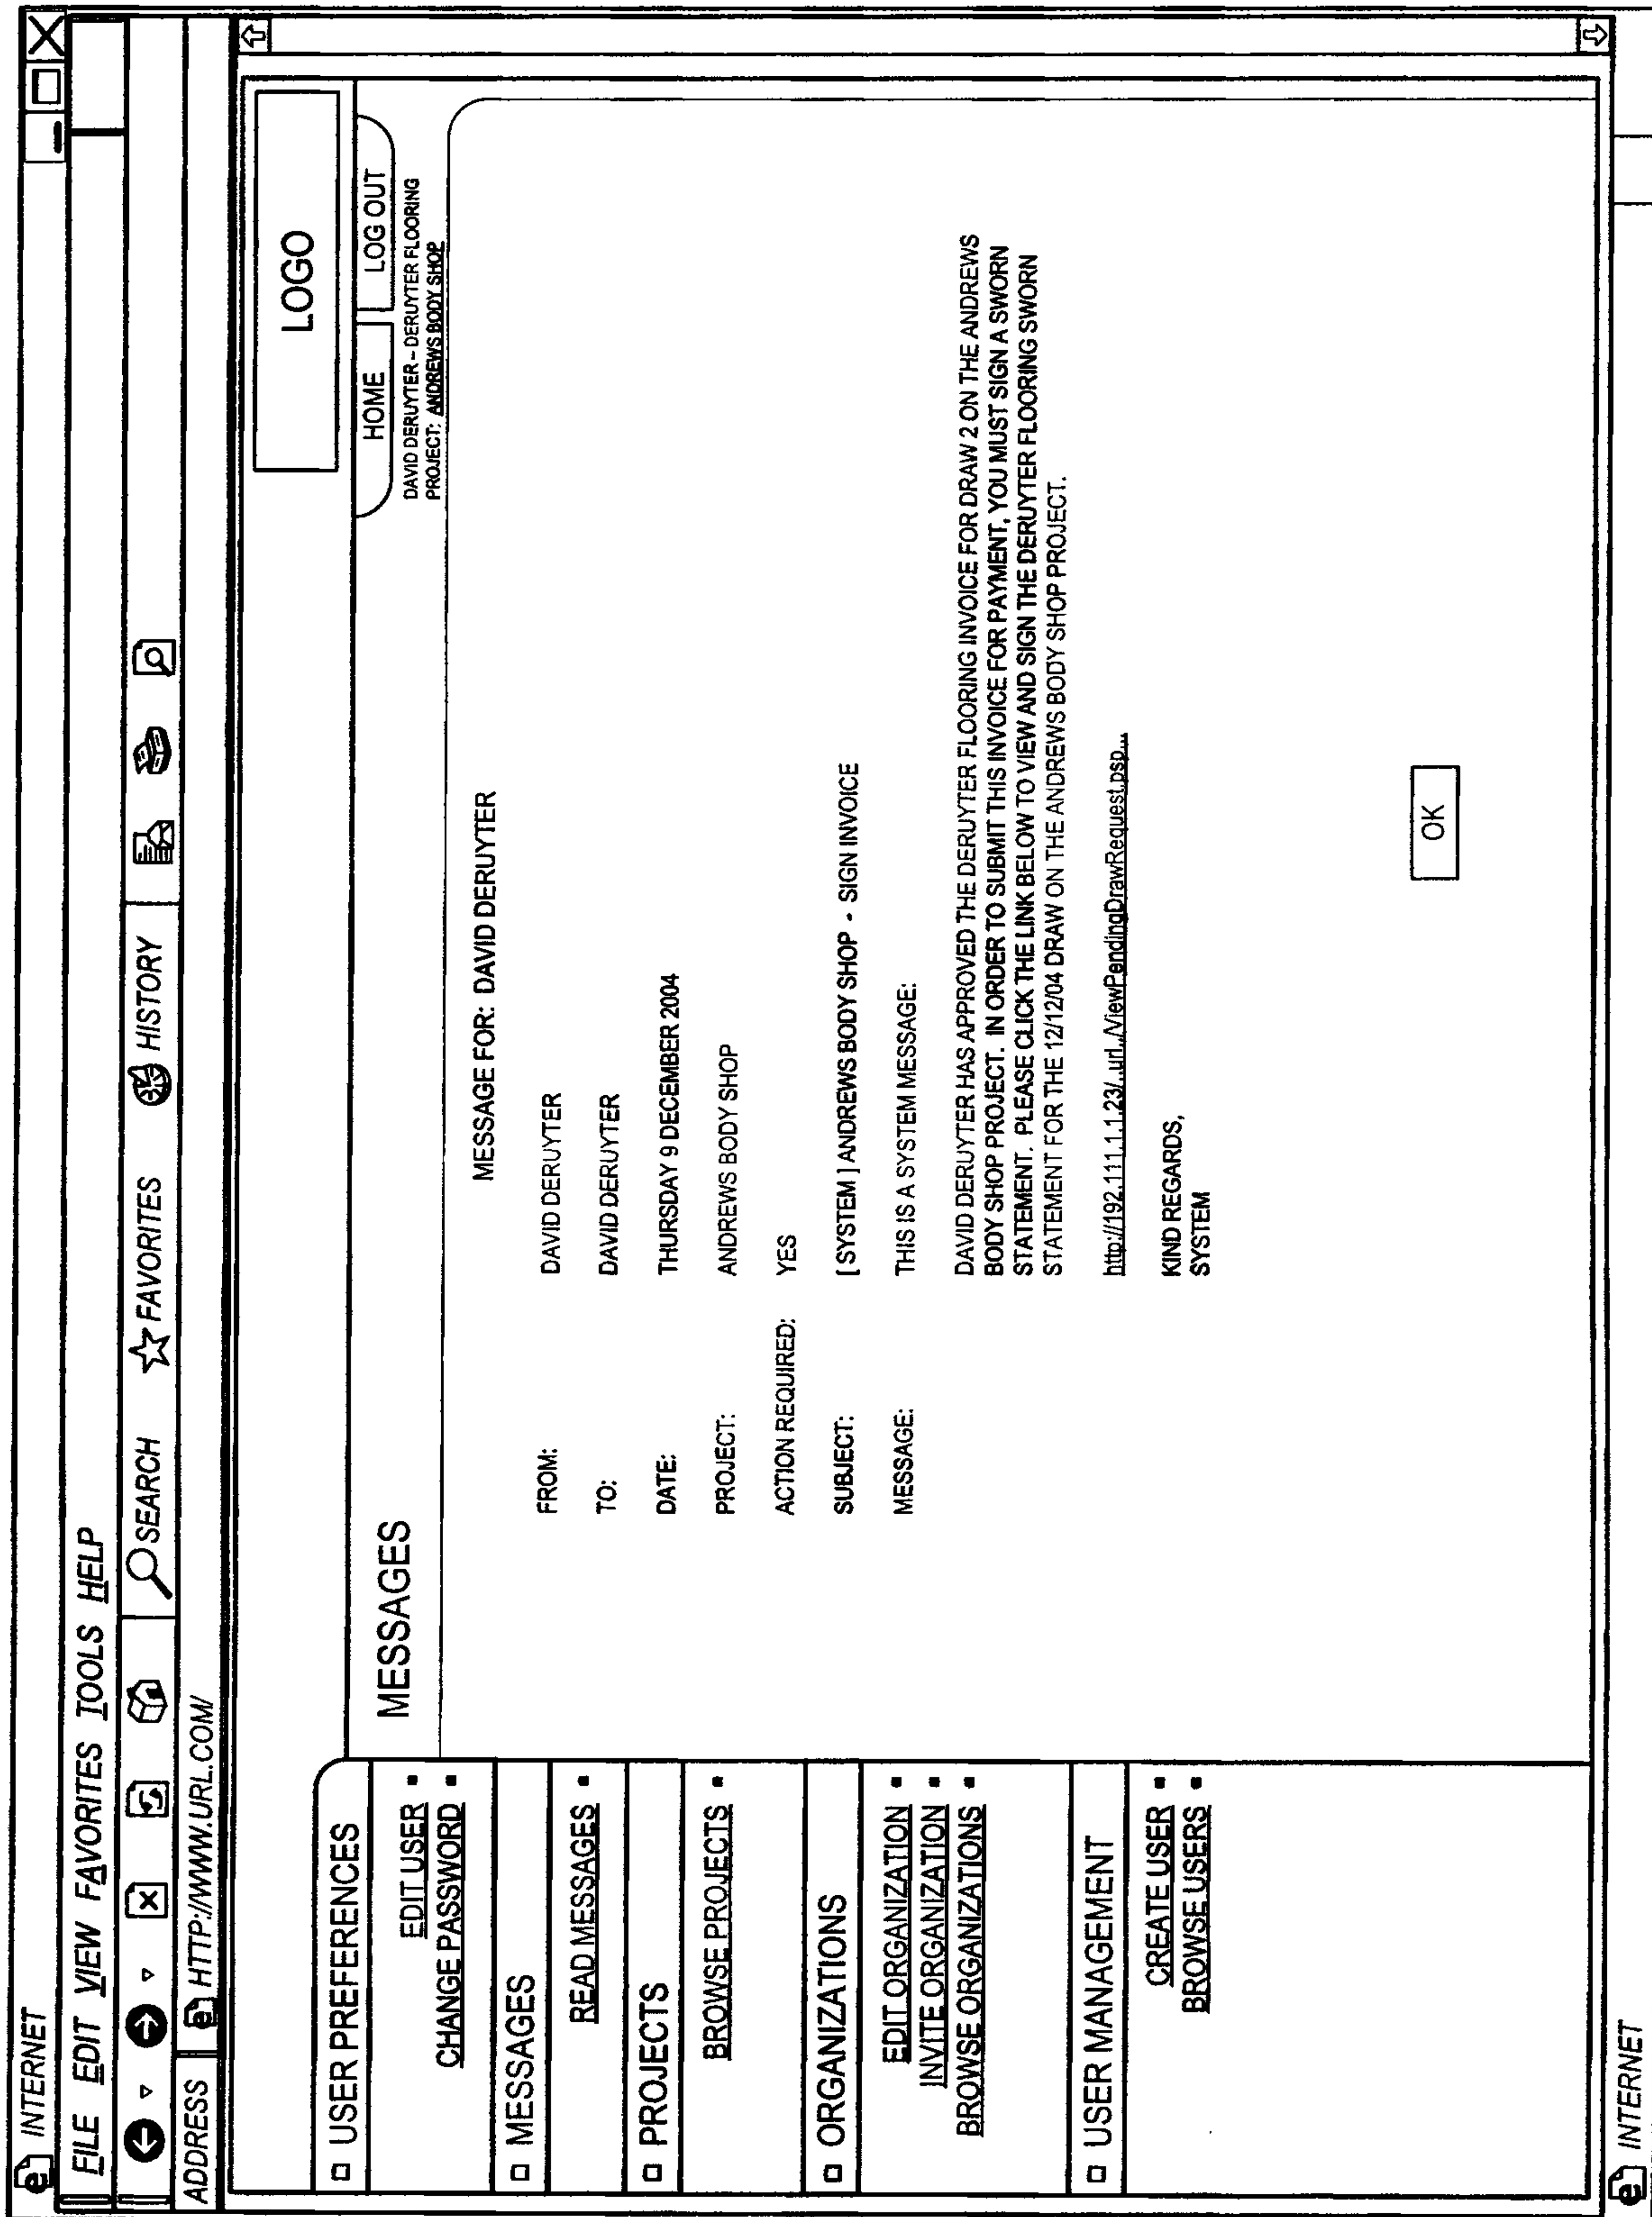 INTERNET
FILE EDIT VIEW FAVORITES TOOLS HELP
SEARCH FAVORITES HISTORY
ADDRESS HTTP://WWW.URL.COM/
LOGO
HOME LOG OUT
DAVID DERUYTER – DERUYTER FLOORING
PROJECT: ANDREWS BODY SHOP
USER PREFERENCES
EDIT USER
CHANGE PASSWORD
MESSAGES
READ MESSAGES
PROJECTS
BROWSE PROJECTS
ORGANIZATIONS
EDIT ORGANIZATION
INVITE ORGANIZATION
BROWSE ORGANIZATIONS
USER MANAGEMENT
CREATE USER
BROWSE USERS
MESSAGES
MESSAGE FOR: DAVID DERUYTER
FROM: DAVID DERUYTER
TO: DAVID DERUYTER
DATE: THURSDAY 9 DECEMBER 2004
PROJECT: ANDREWS BODY SHOP
ACTION REQUIRED: YES
SUBJECT: [SYSTEM ] ANDREWS BODY SHOP - SIGN INVOICE
MESSAGE: THIS IS A SYSTEM MESSAGE:
DAVID DERUYTER HAS APPROVED THE DERUYTER FLOORING INVOICE FOR DRAW 2 ON THE ANDREWS
BODY SHOP PROJECT. IN ORDER TO SUBMIT THIS INVOICE FOR PAYMENT, YOU MUST SIGN A SWORN
STATEMENT. PLEASE CLICK THE LINK BELOW TO VIEW AND SIGN THE DERUYTER FLOORING SWORN
STATEMENT FOR THE 12/12/04 DRAW ON THE ANDREWS BODY SHOP PROJECT.
http://192.111.1.1.23/..url../ViewPendingDrawRequest.psp...
KIND REGARDS,
SYSTEM
OK
INTERNET